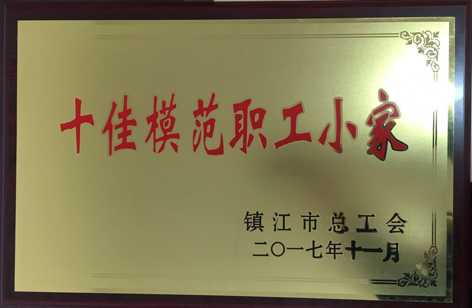 十佳模范职工小家
镇江市总工会
二〇一七年十一月